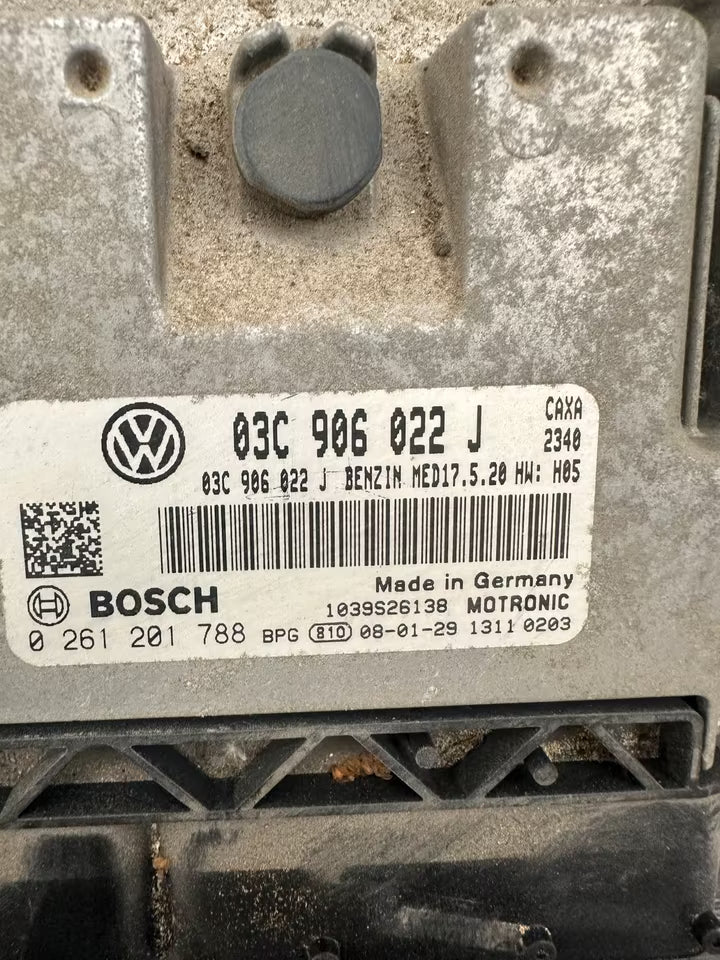 03C 906 022 J CAXA
2340
03C 906 022 J BENZIN MED17.5.20 HW: H05
Made in Germany
BOSCH 1039S26138 MOTRONIC
0 261 201 788 BPG 810 08-01-29 1311 0203